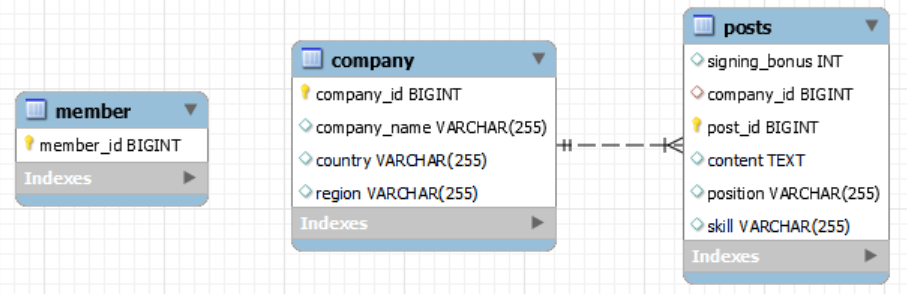 member
member_id BIGINT
Indexes
company
company_id BIGINT
company_name VARCHAR(255)
country VARCHAR(255)
region VARCHAR(255)
Indexes
posts
signing_bonus INT
company_id BIGINT
post_id BIGINT
content TEXT
position VARCHAR(255)
skill VARCHAR(255)
Indexes